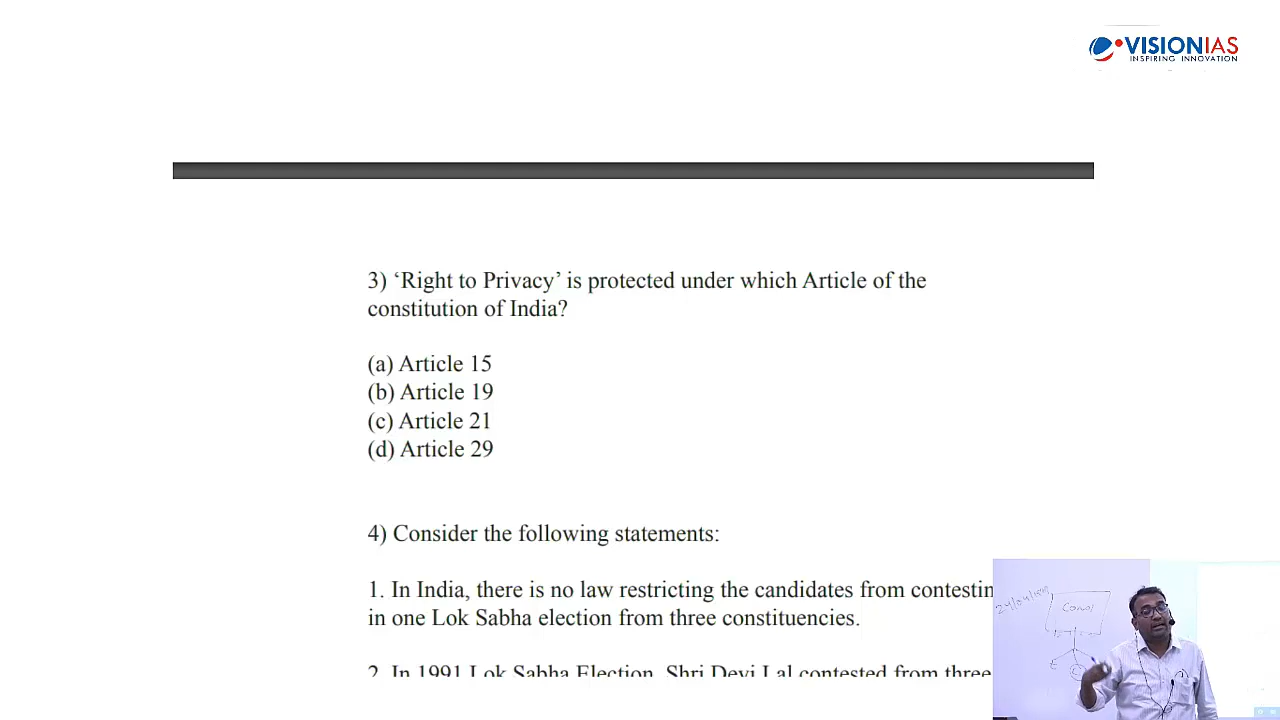 VISIONIAS
INSPIRING INNOVATION
3) ‘Right to Privacy’ is protected under which Article of the
constitution of India?
(a) Article 15
(b) Article 19
(c) Article 21
(d) Article 29
4) Consider the following statements:
1. In India, there is no law restricting the candidates from contestin
in one Lok Sabha election from three constituencies.
2. In 1991 Lok Sabha Election, Shri Devi Lal contested from three